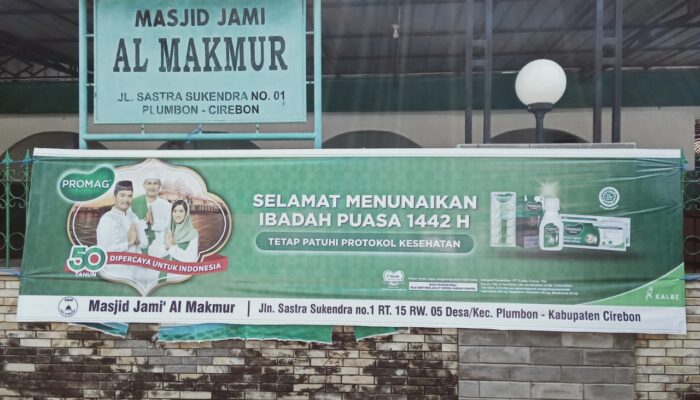 MASJID JAMI
AL MAKMUR
JL. SASTRA SUKENDRA NO. 01
PLUMBON - CIREBON
PROMAG
50
TAHUN
DIPERCAYA UNTUK INDONESIA
SELAMAT MENUNAIKAN
IBADAH PUASA 1442 H
TETAP PATUHI PROTOKOL KESEHATAN
KALBE
Masjid Jami' Al Makmur | Jln. Sastra Sukendra no.1 RT. 15 RW. 05 Desa/Kec. Plumbon - Kabupaten Cirebon